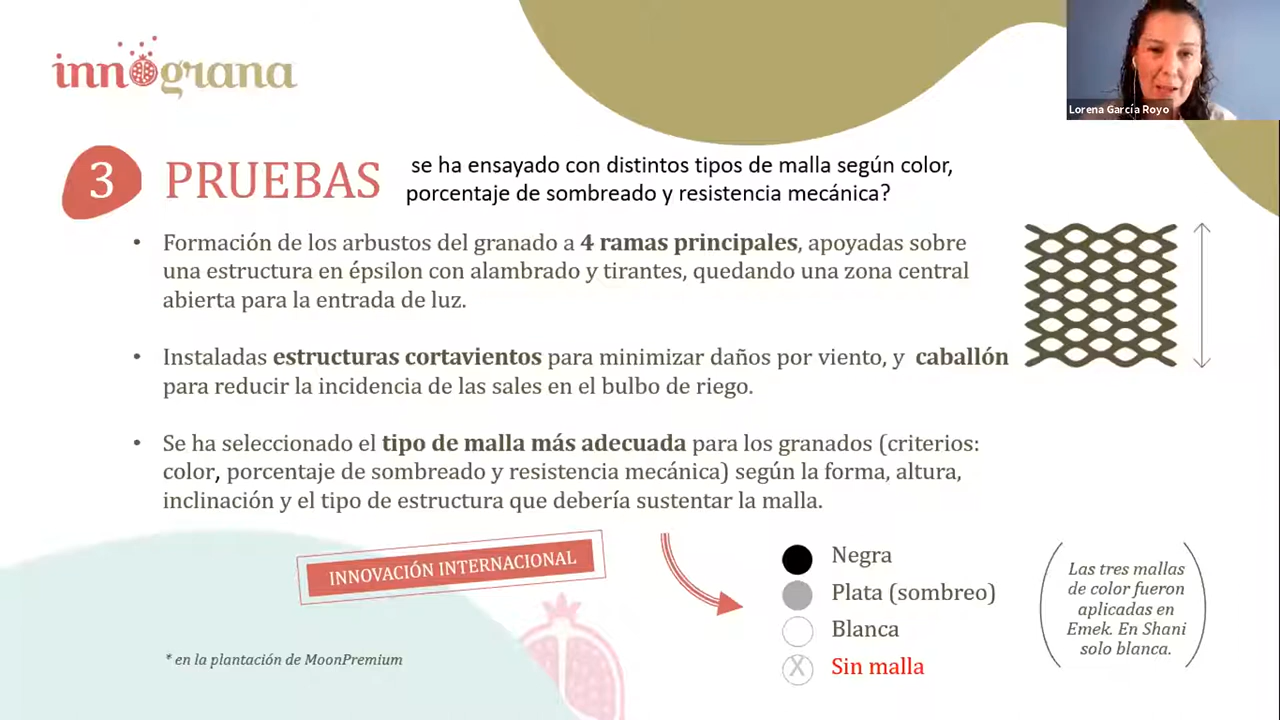 innograna
Lorena García Royo
3 PRUEBAS
se ha ensayado con distintos tipos de malla según color,
porcentaje de sombreado y resistencia mecánica?
• Formación de los arbustos del granado a 4 ramas principales, apoyadas sobre
una estructura en épsilon con alambrado y tirantes, quedando una zona central
abierta para la entrada de luz.
• Instaladas estructuras cortavientos para minimizar daños por viento, y caballón
para reducir la incidencia de las sales en el bulbo de riego.
• Se ha seleccionado el tipo de malla más adecuada para los granados (criterios:
color, porcentaje de sombreado y resistencia mecánica) según la forma, altura,
inclinación y el tipo de estructura que debería sustentar la malla.
INNOVACIÓN INTERNACIONAL
Negra
Plata (sombreo)
Blanca
X Sin malla
Las tres mallas
de color fueron
aplicadas en
Emek. En Shani
solo blanca.
* en la plantación de MoonPremium